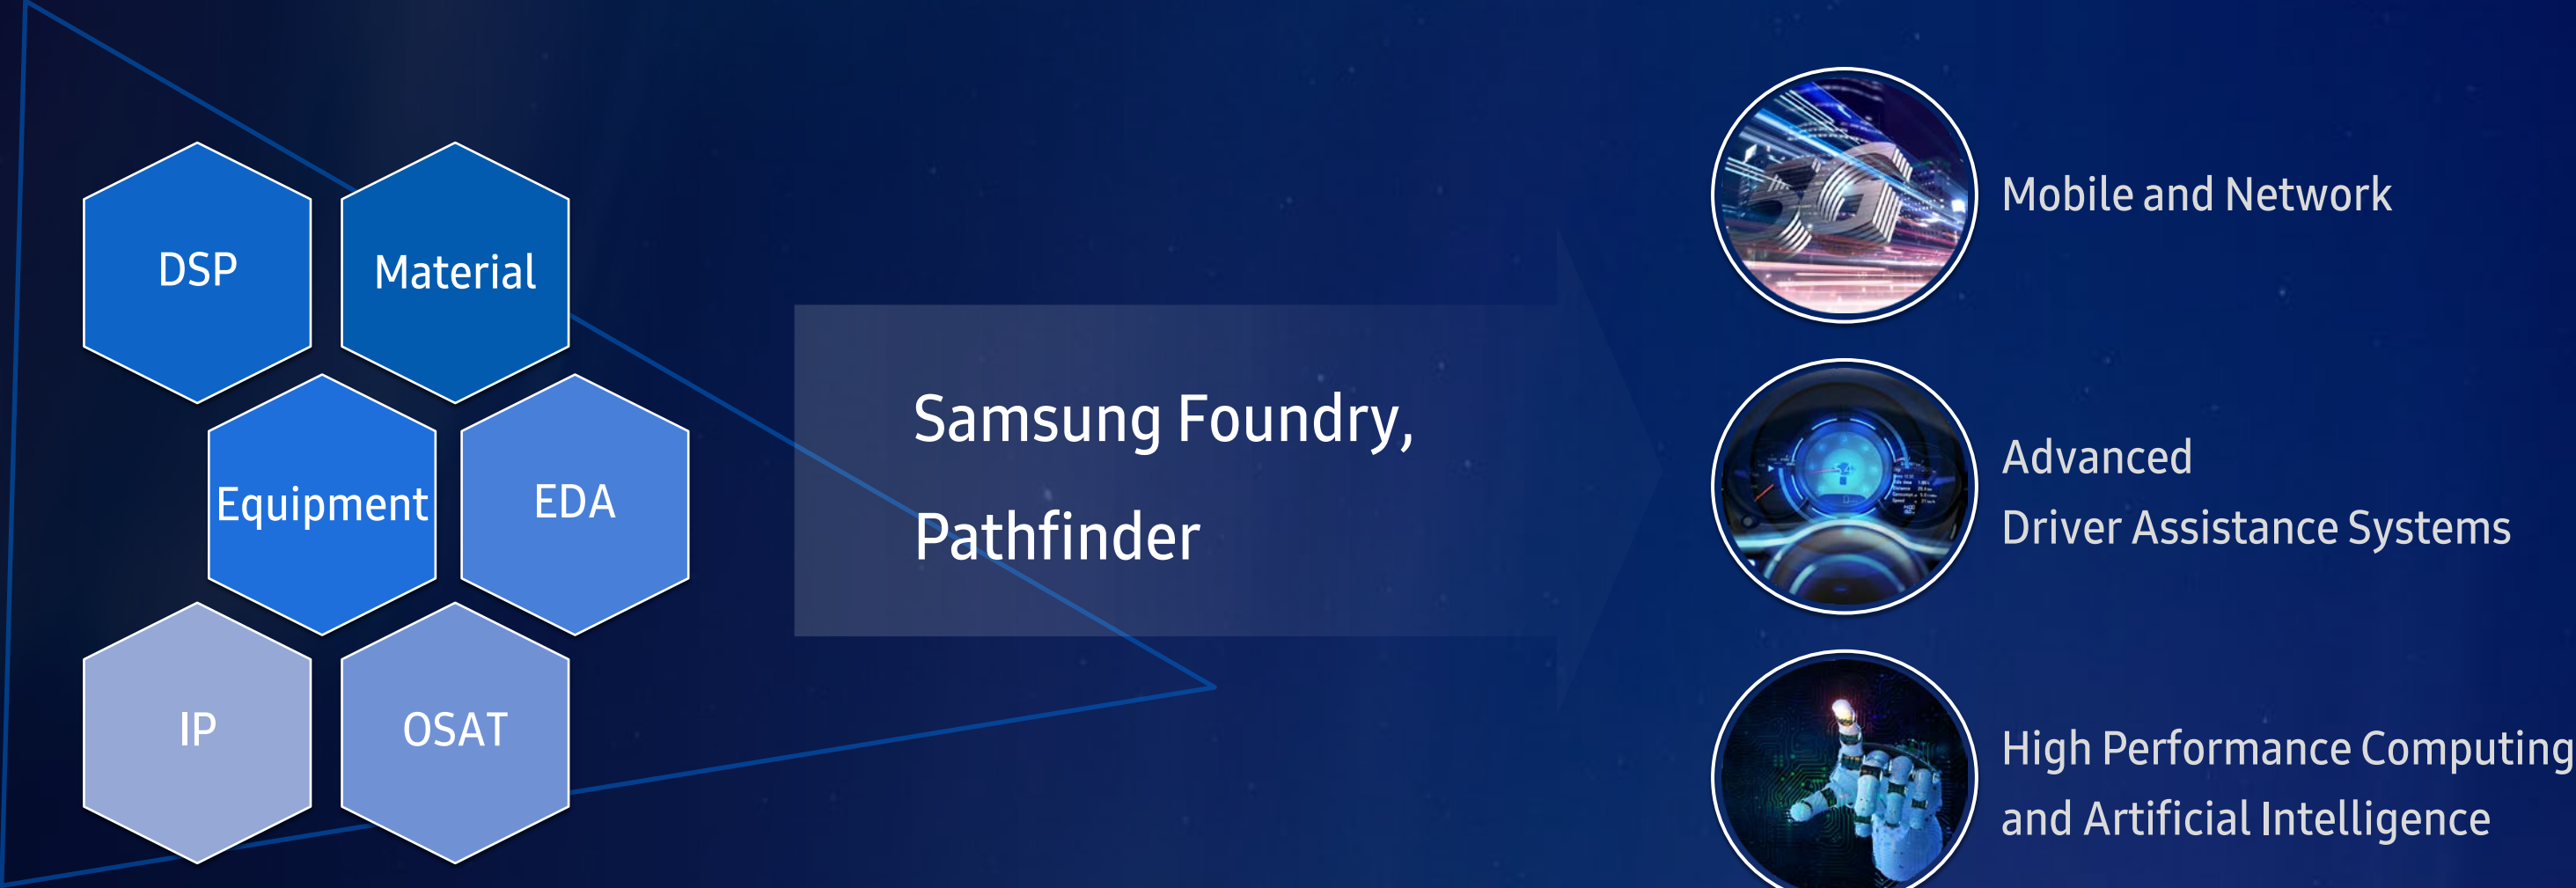 DSP
Material
Equipment
EDA
IP
OSAT
Samsung Foundry,
Pathfinder
5G
Mobile and Network
Advanced
Driver Assistance Systems
High Performance Computing
and Artificial Intelligence